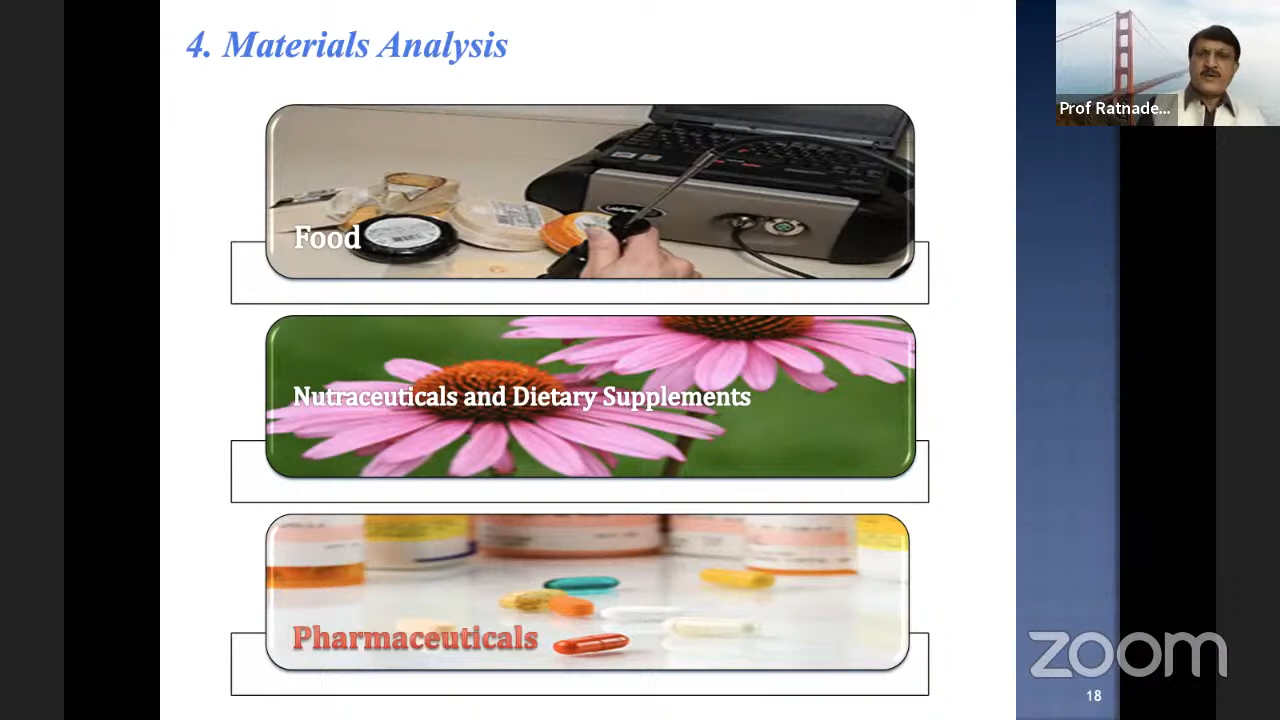 4. Materials Analysis
Prof Ratnade...
Food
Nutraceuticals and Dietary Supplements
Pharmaceuticals
zoom
18